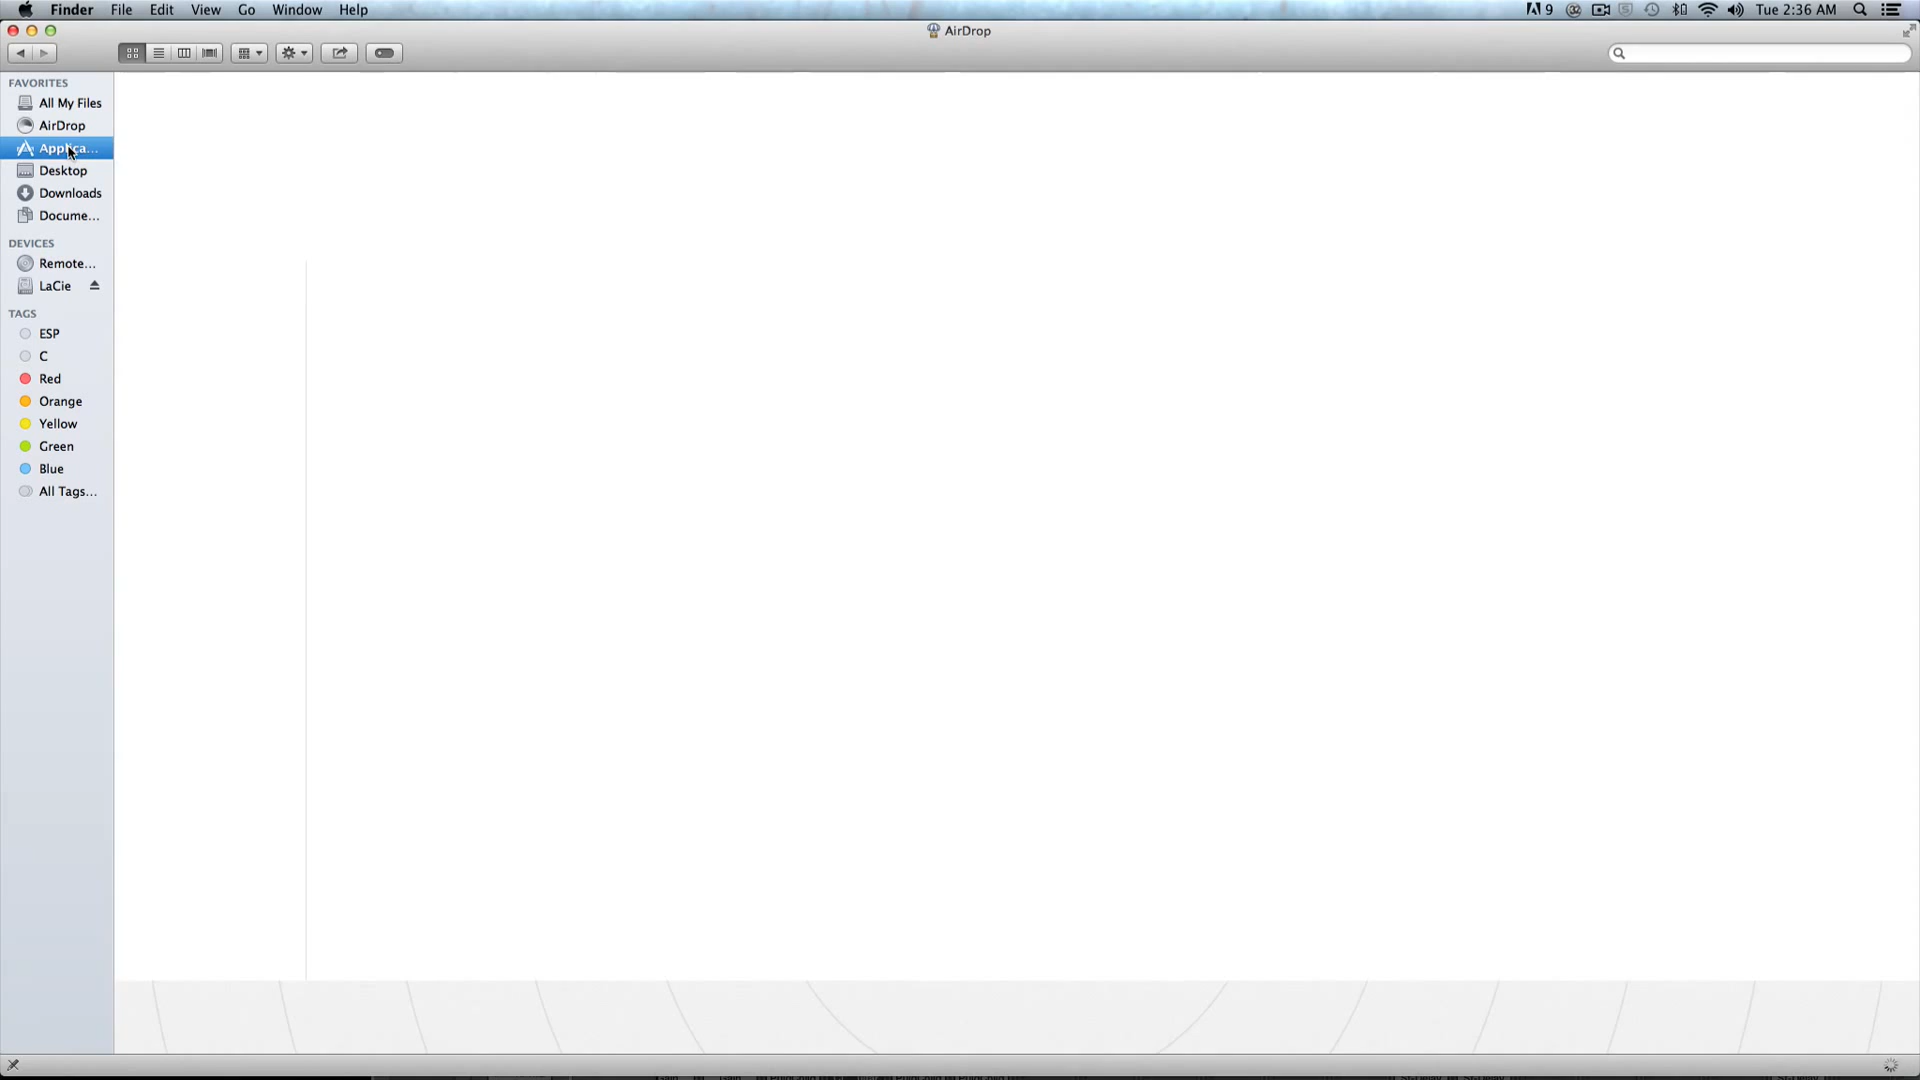 Finder File Edit View Go Window Help 9 Tue 2:36 AM
AirDrop
FAVORITES
All My Files
AirDrop
Applica...
Desktop
Downloads
Docume...
DEVICES
Remote...
LaCie
TAGS
ESP
C
Red
Orange
Yellow
Green
Blue
All Tags...